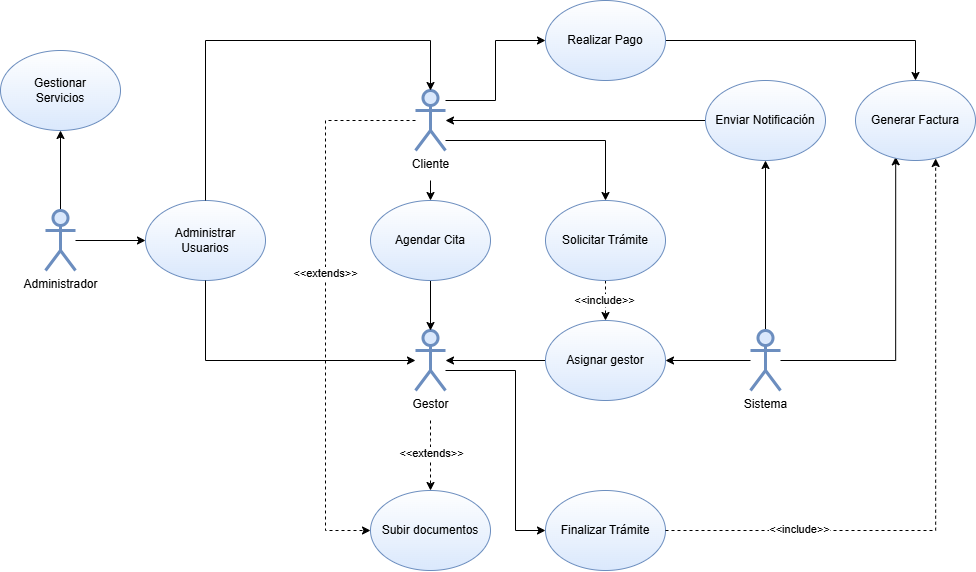 Realizar Pago
Gestionar
Servicios
Enviar Notificación
Generar Factura
Cliente
Administrar
Usuarios
Agendar Cita
Solicitar Trámite
Administrador
<<extends>>
<<include>>
Asignar gestor
Gestor
Sistema
<<extends>>
Subir documentos
Finalizar Trámite
<<include>>